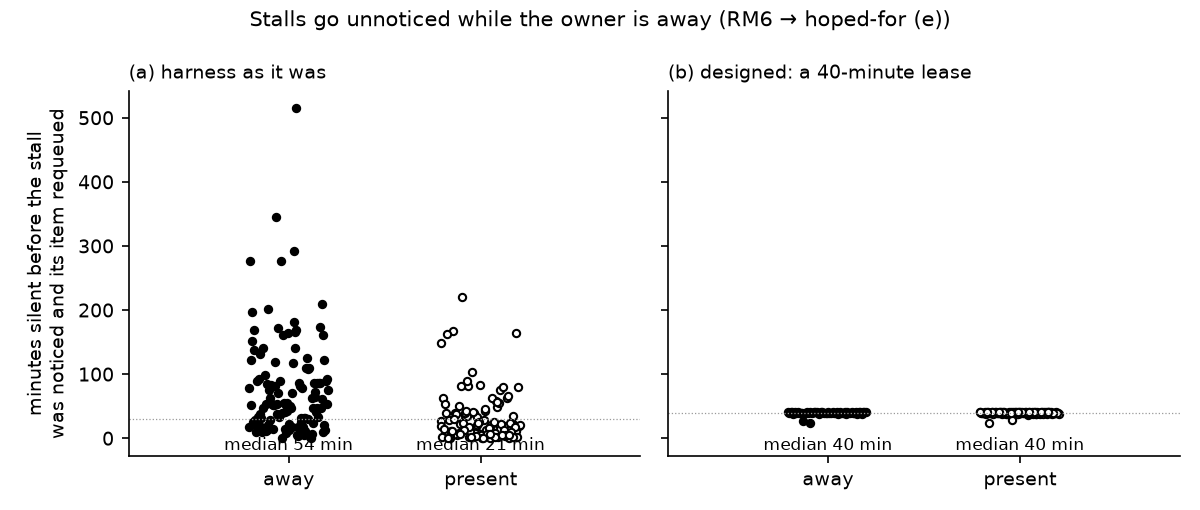 Stalls go unnoticed while the owner is away (RM6 → hoped-for (e))
(a) harness as it was
(b) designed: a 40-minute lease
minutes silent before the stall
was noticed and its item requeued
500
400
300
200
100
0
median 54 min
median 21 min
median 40 min
median 40 min
away
present
away
present